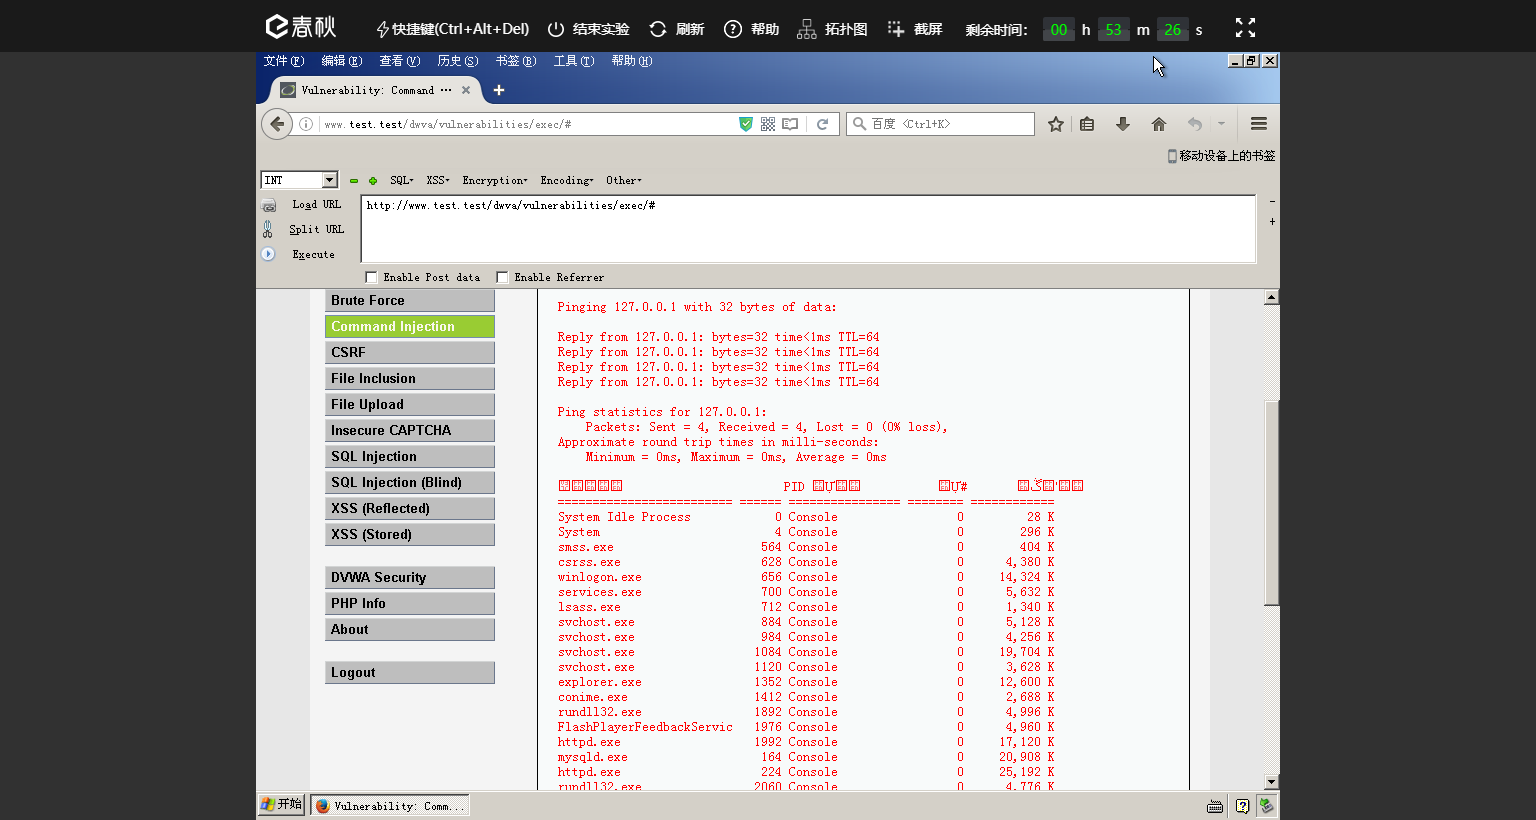 春秋 快捷键(Ctrl+Alt+Del) 结束实验 刷新 帮助 拓扑图 截屏 剩余时间: 00 h 53 m 26 s
文件(F) 编辑(E) 查看(V) 历史(S) 书签(B) 工具(T) 帮助(H)
Vulnerability: Command ···
www.test.test/dwva/vulnerabilities/exec/# 百度 <Ctrl+K>
移动设备上的书签
INT SQL XSS Encryption Encoding Other
Load URL http://www.test.test/dwva/vulnerabilities/exec/#
Split URL
Execute
Enable Post data Enable Referrer
Brute Force
Command Injection
CSRF
File Inclusion
File Upload
Insecure CAPTCHA
SQL Injection
SQL Injection (Blind)
XSS (Reflected)
XSS (Stored)
DVWA Security
PHP Info
About
Logout
Pinging 127.0.0.1 with 32 bytes of data:
Reply from 127.0.0.1: bytes=32 time<1ms TTL=64
Reply from 127.0.0.1: bytes=32 time<1ms TTL=64
Reply from 127.0.0.1: bytes=32 time<1ms TTL=64
Reply from 127.0.0.1: bytes=32 time<1ms TTL=64
Ping statistics for 127.0.0.1:
Packets: Sent = 4, Received = 4, Lost = 0 (0% loss),
Approximate round trip times in milli-seconds:
Minimum = 0ms, Maximum = 0ms, Average = 0ms
PID
========================= ====== ================ ======== ============
System Idle Process 0 Console 0 28 K
System 4 Console 0 296 K
smss.exe 564 Console 0 404 K
csrss.exe 628 Console 0 4,380 K
winlogon.exe 656 Console 0 14,324 K
services.exe 700 Console 0 5,632 K
lsass.exe 712 Console 0 1,340 K
svchost.exe 884 Console 0 5,128 K
svchost.exe 984 Console 0 4,256 K
svchost.exe 1084 Console 0 19,704 K
svchost.exe 1120 Console 0 3,628 K
explorer.exe 1352 Console 0 12,600 K
conime.exe 1412 Console 0 2,688 K
rundll32.exe 1892 Console 0 4,996 K
FlashPlayerFeedbackServic 1976 Console 0 4,960 K
httpd.exe 1992 Console 0 17,120 K
mysqld.exe 164 Console 0 20,908 K
httpd.exe 224 Console 0 25,192 K
rundll32.exe 2060 Console 0 4,776 K
开始 Vulnerability: Comm...